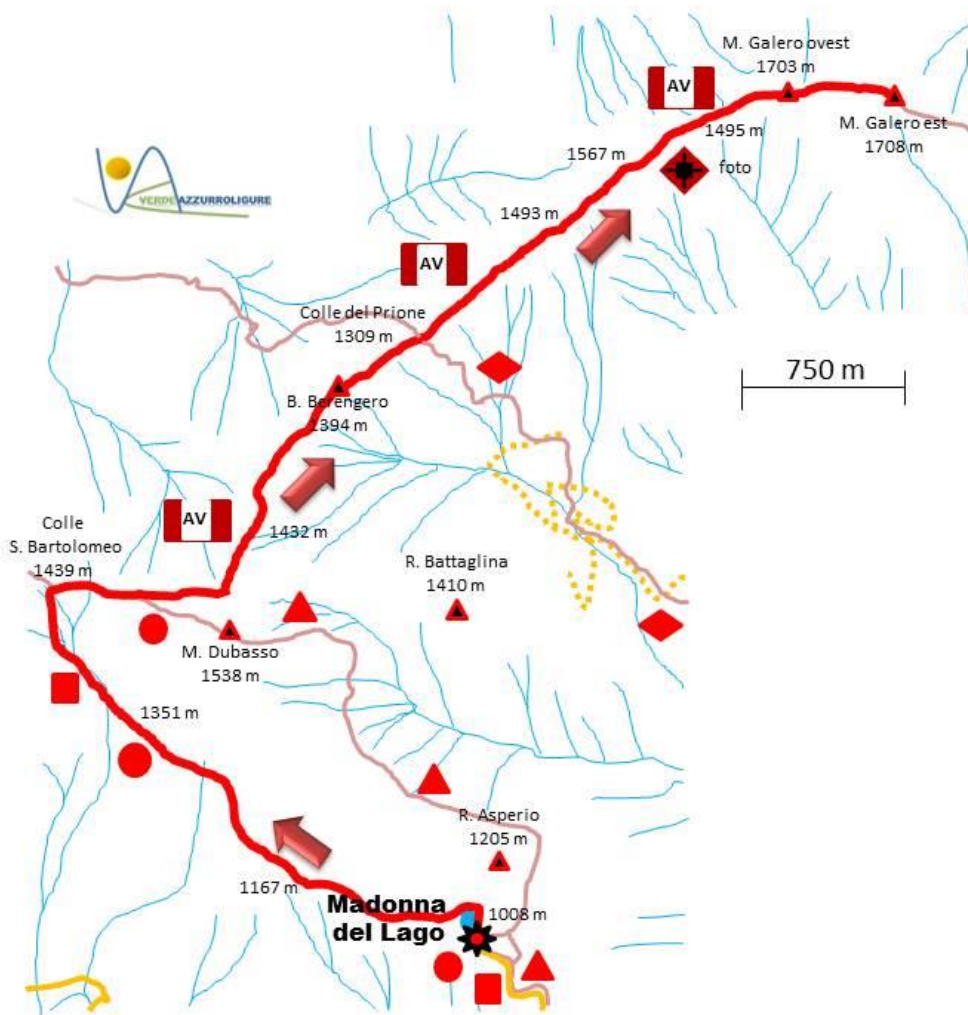 M. Galero ovest
1703 m
AV
1495 m
M. Galero est
1708 m
1567 m
foto
VERDEAZZURROLIGURE
1493 m
AV
Colle del Prione
1309 m
750 m
B. Berengero
1394 m
AV
1432 m
Colle
S. Bartolomeo
1439 m
R. Battaglina
1410 m
M. Dubasso
1538 m
1351 m
R. Asperio
1205 m
1167 m
Madonna
del Lago
1008 m